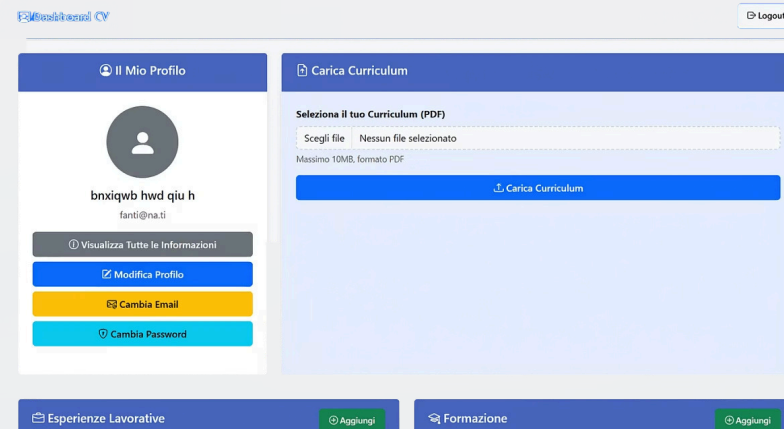 Dashboard CV
Logout
Il Mio Profilo
Carica Curriculum
Seleziona il tuo Curriculum (PDF)
Scegli file Nessun file selezionato
Massimo 10MB, formato PDF
Carica Curriculum
bnxiqwb hwd qiu h
fanti@na.ti
Visualizza Tutte le Informazioni
Modifica Profilo
Cambia Email
Cambia Password
Esperienze Lavorative
Aggiungi
Formazione
Aggiungi